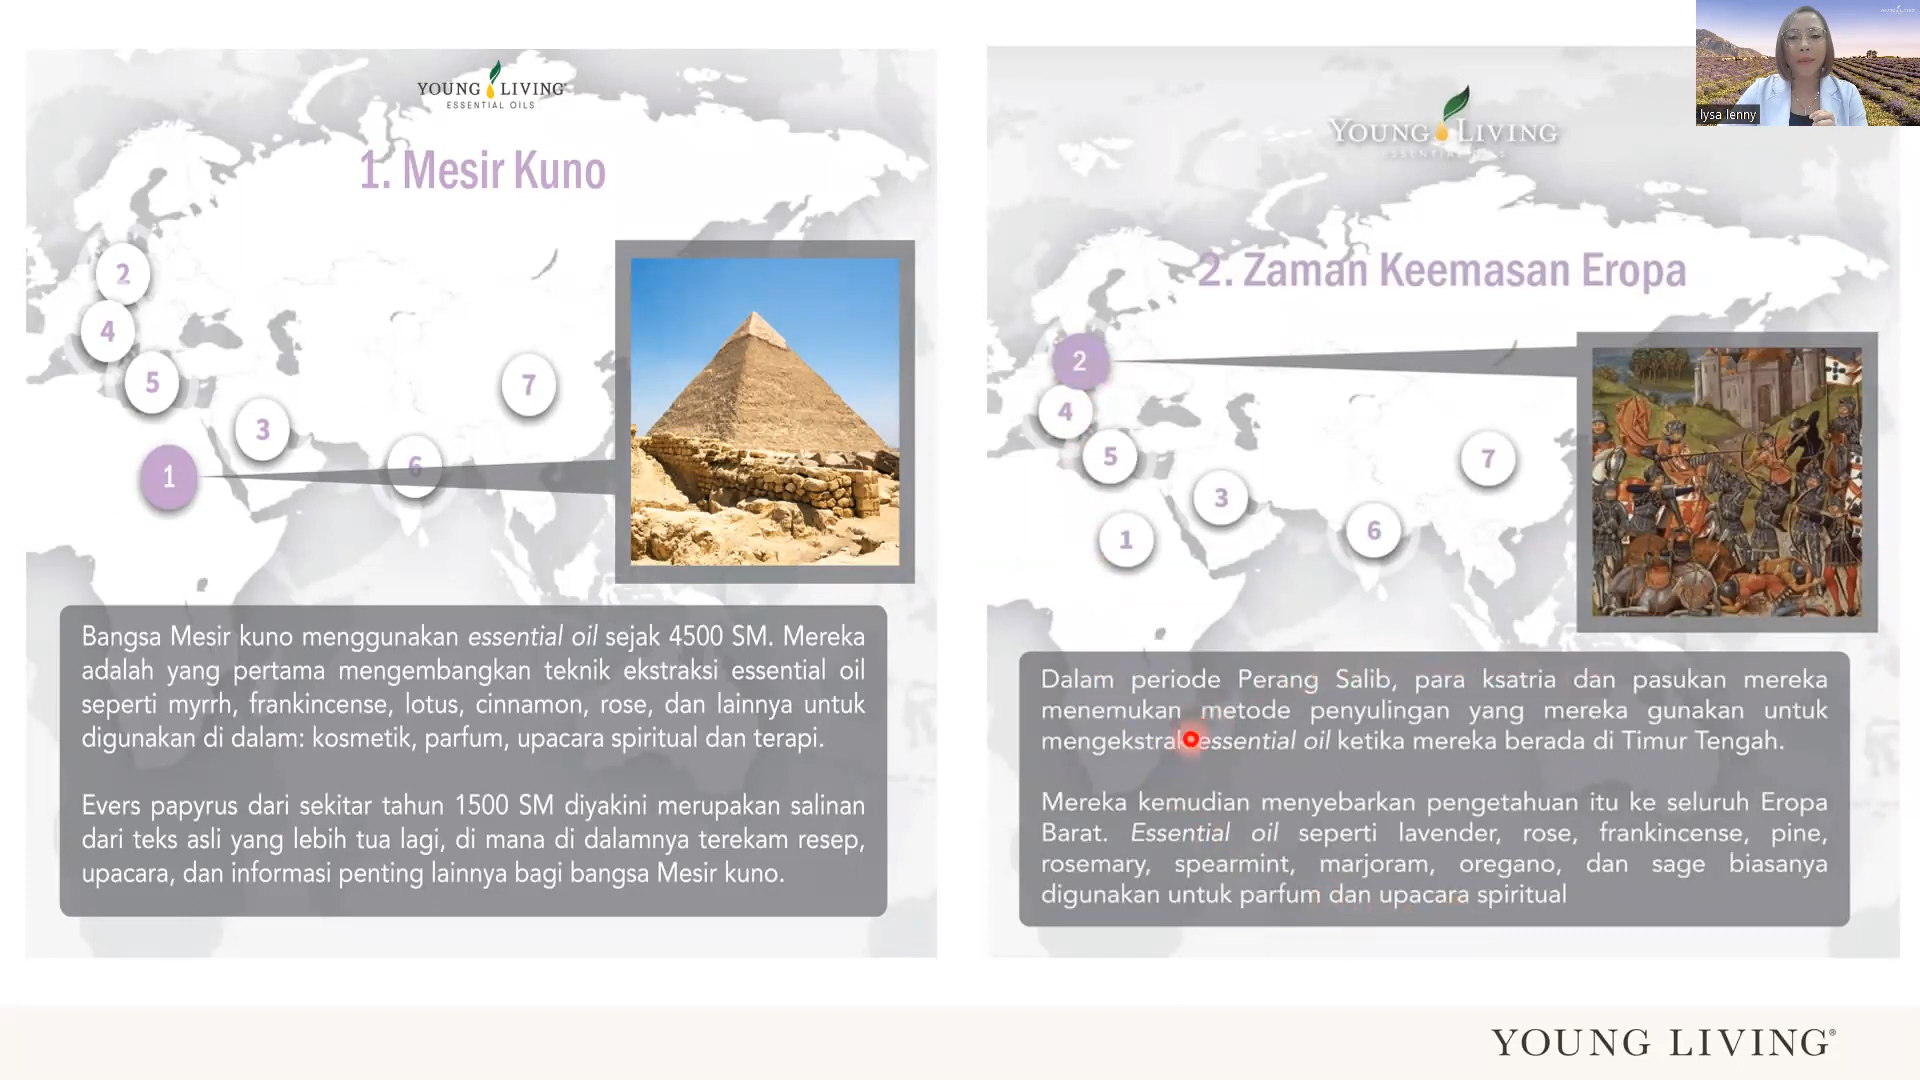 YOUNG LIVING
ESSENTIAL OILS
1. Mesir Kuno
2
4
5
3
1
6
7
Bangsa Mesir kuno menggunakan essential oil sejak 4500 SM. Mereka
adalah yang pertama mengembangkan teknik ekstraksi essential oil
seperti myrrh, frankincense, lotus, cinnamon, rose, dan lainnya untuk
digunakan di dalam: kosmetik, parfum, upacara spiritual dan terapi.
Evers papyrus dari sekitar tahun 1500 SM diyakini merupakan salinan
dari teks asli yang lebih tua lagi, di mana di dalamnya terekam resep,
upacara, dan informasi penting lainnya bagi bangsa Mesir kuno.
YOUNG LIVING
ESSENTIAL OILS
2. Zaman Keemasan Eropa
2
4
5
3
1
6
7
Dalam periode Perang Salib, para ksatria dan pasukan mereka
menemukan metode penyulingan yang mereka gunakan untuk
mengekstrak essential oil ketika mereka berada di Timur Tengah.
Mereka kemudian menyebarkan pengetahuan itu ke seluruh Eropa
Barat. Essential oil seperti lavender, rose, frankincense, pine,
rosemary, spearmint, marjoram, oregano, dan sage biasanya
digunakan untuk parfum dan upacara spiritual
lysa lenny
YOUNG LIVING®